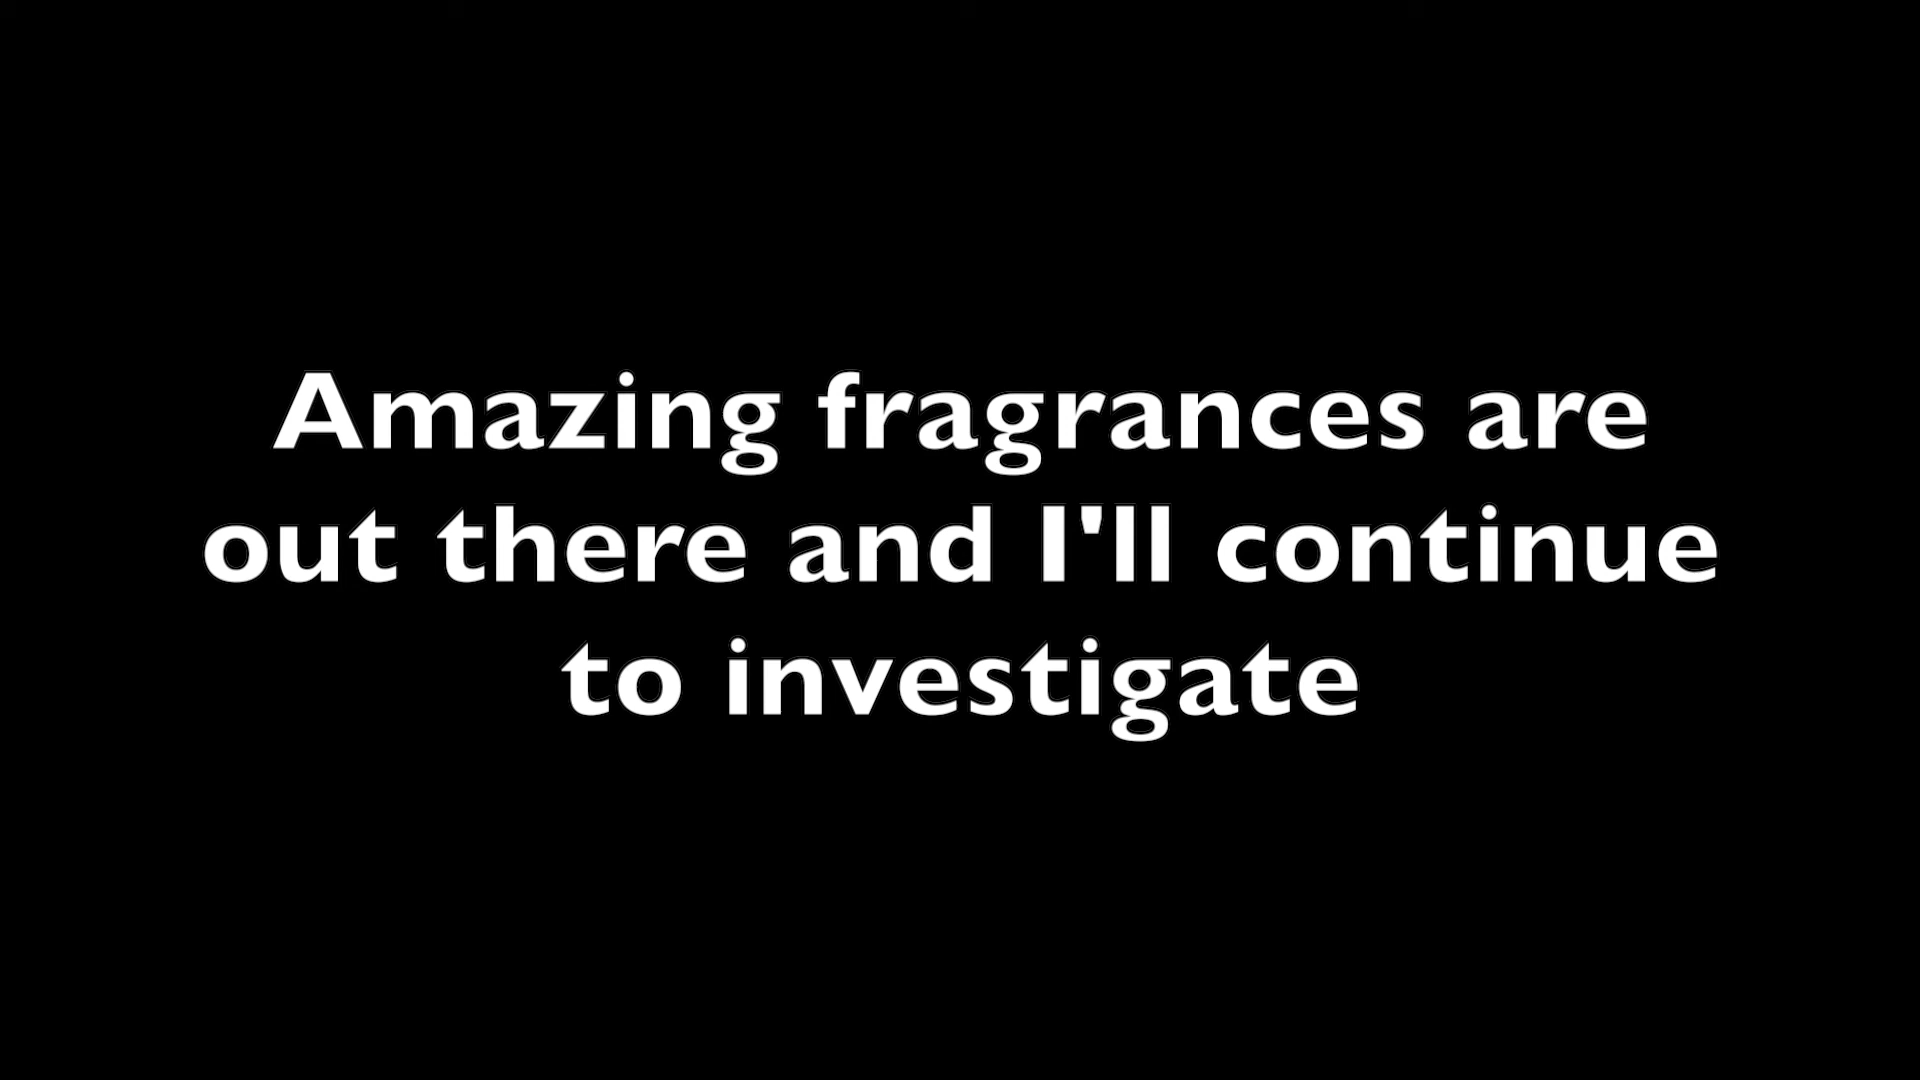 Amazing fragrances are
out there and I'll continue
to investigate